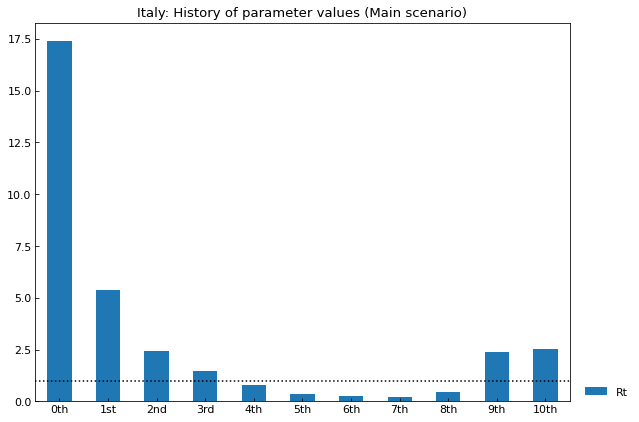 Italy: History of parameter values (Main scenario)
17.5
15.0
12.5
10.0
7.5
5.0
2.5
0.0
0th 1st 2nd 3rd 4th 5th 6th 7th 8th 9th 10th
Rt